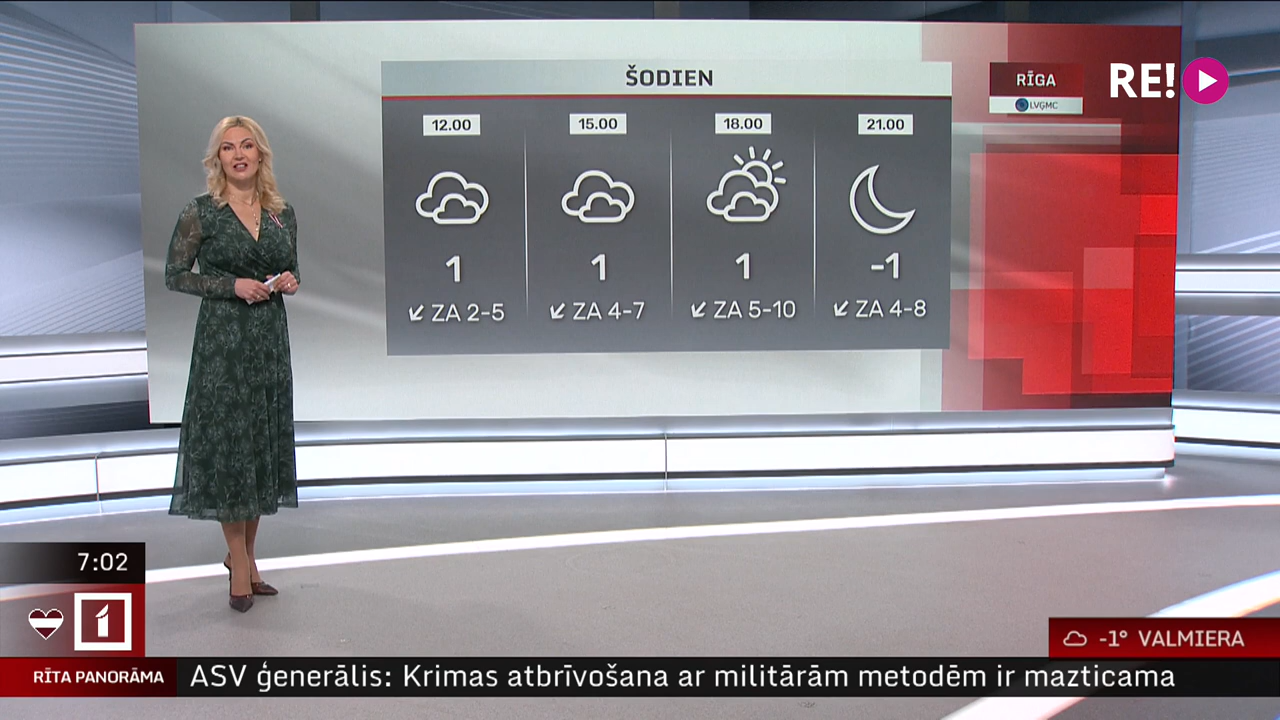 ŠODIEN
RĪGA
LVĢMC
RE!
12.00
15.00
18.00
21.00
1
1
1
-1
ZA 2-5
ZA 4-7
ZA 5-10
ZA 4-8
7:02
1
-1° VALMIERA
RĪTA PANORĀMA
ASV ģenerālis: Krimas atbrīvošana ar militārām metodēm ir mazticama